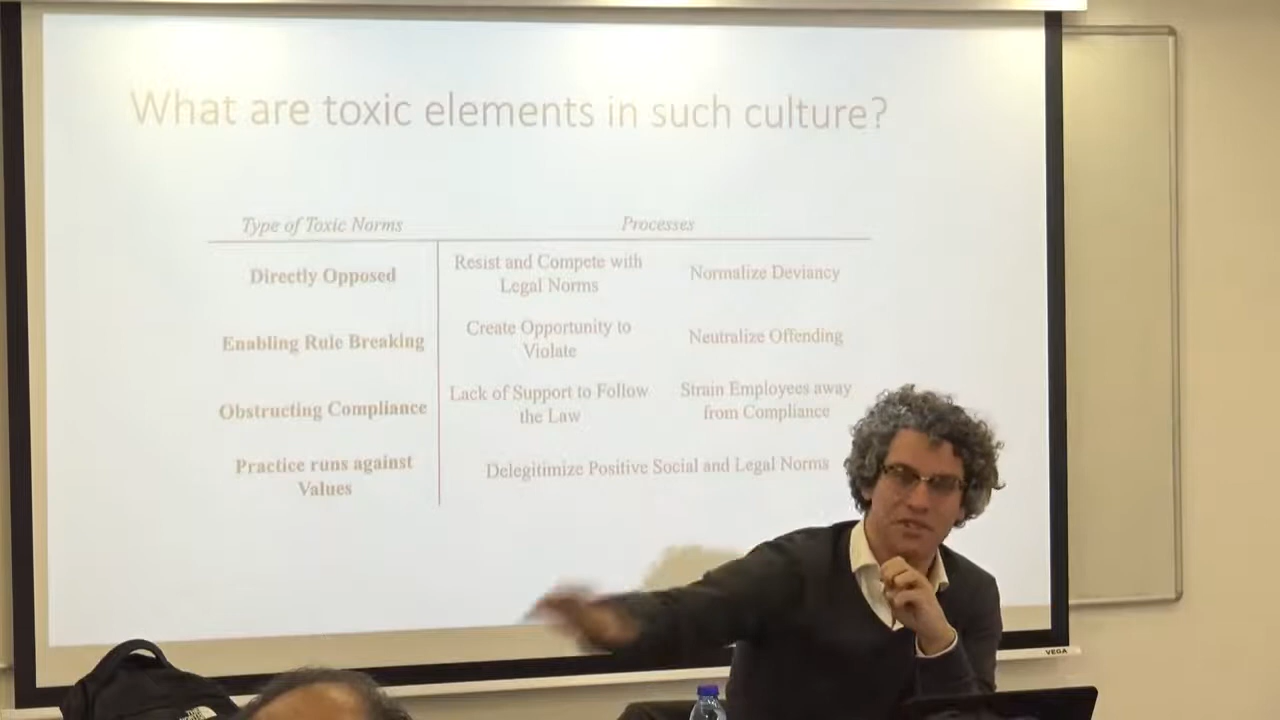 What are toxic elements in such culture?
Type of Toxic Norms
Processes
Directly Opposed
Resist and Compete with
Legal Norms
Normalize Deviancy
Enabling Rule Breaking
Create Opportunity to
Violate
Neutralize Offending
Obstructing Compliance
Lack of Support to Follow
the Law
Strain Employees away
from Compliance
Practice runs against
Values
Delegitimize Positive Social and Legal Norms
VEGA